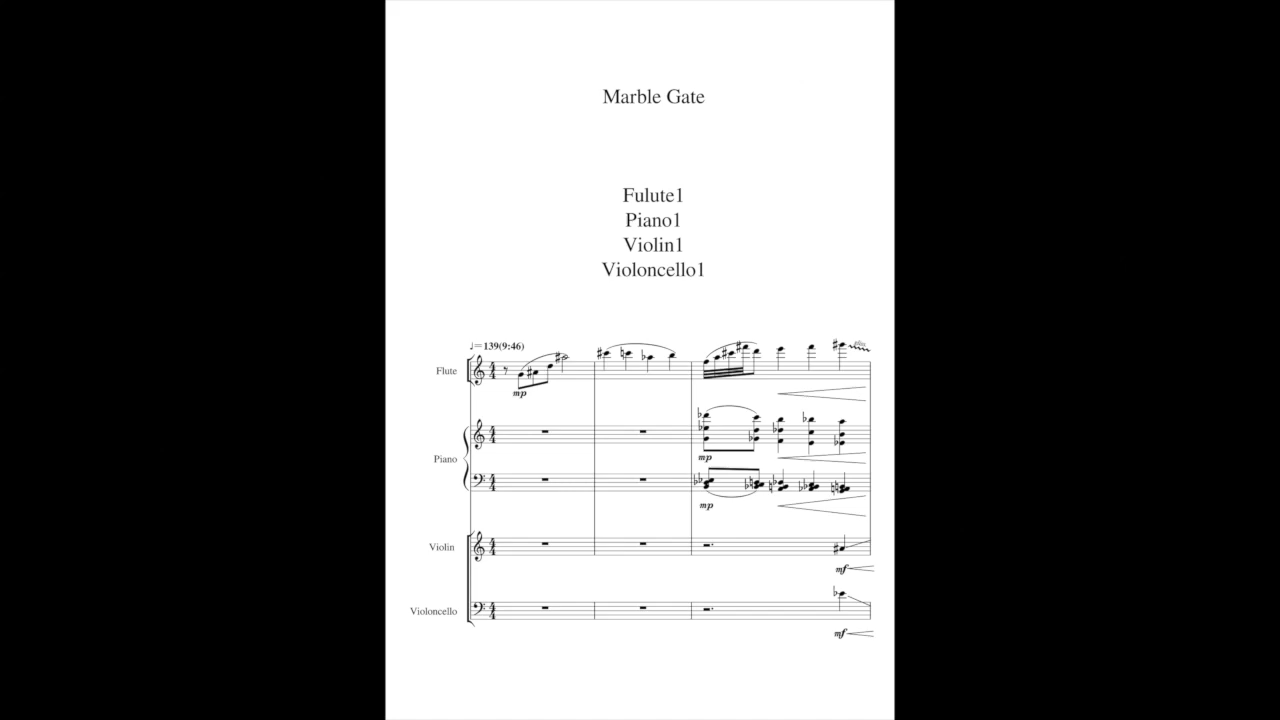 Marble Gate
Fulute1
Piano1
Violin1
Violoncello1
♩=139(9:46)
Flute
mp
Piano
mp
mp
Violin
mf
Violoncello
mf